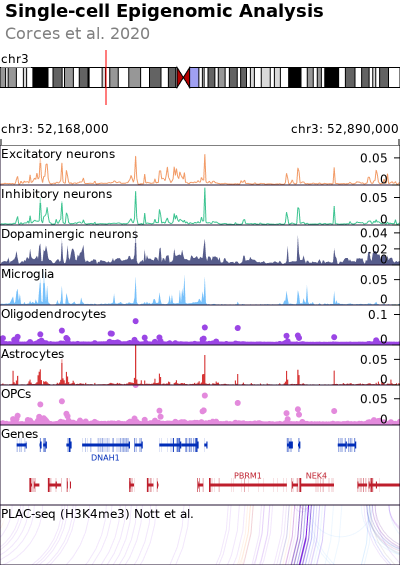 Single-cell Epigenomic Analysis
Corces et al. 2020
chr3
chr3: 52,168,000 chr3: 52,890,000
Excitatory neurons 0.05
0
Inhibitory neurons 0.05
0
Dopaminergic neurons 0.04
0.02
0
Microglia 0.05
0
Oligodendrocytes 0.1
0
Astrocytes 0.05
0
OPCs 0.05
0
Genes
DNAH1
PBRM1 NEK4
PLAC-seq (H3K4me3) Nott et al.